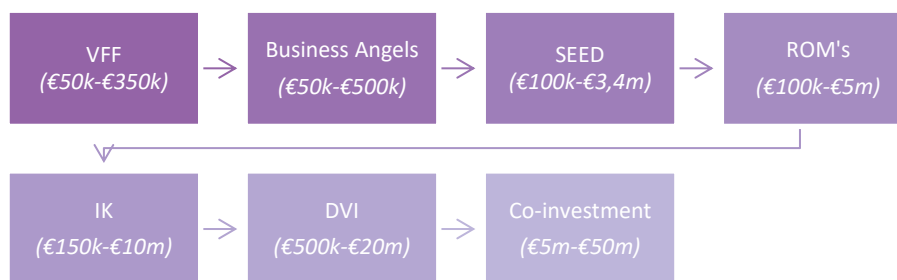 VFF
(€50k-€350k)
Business Angels
(€50k-€500k)
SEED
(€100k-€3,4m)
ROM's
(€100k-€5m)
IK
(€150k-€10m)
DVI
(€500k-€20m)
Co-investment
(€5m-€50m)